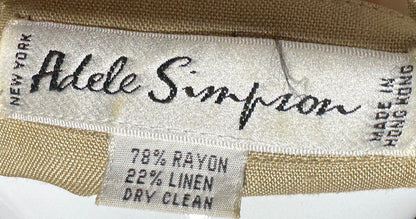 NEW YORK
Adele Simpson
MADE IN
HONG KONG
78% RAYON
22% LINEN
DRY CLEAN